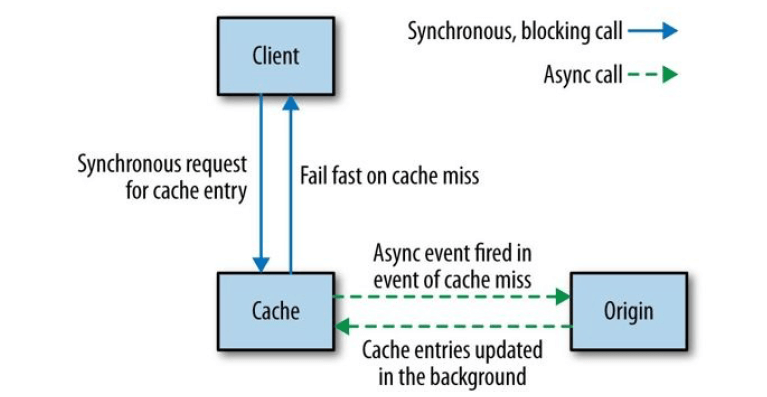 Synchronous, blocking call
Client
Async call
Synchronous request
for cache entry
Fail fast on cache miss
Async event fired in
event of cache miss
Cache
Origin
Cache entries updated
in the background